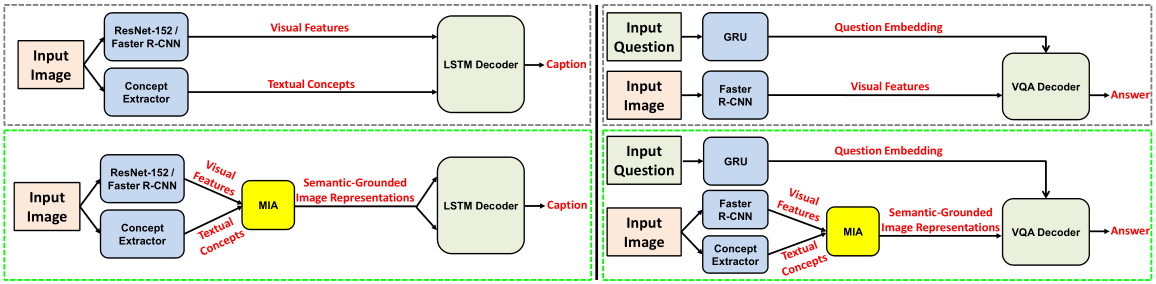 Input
Image
ResNet-152 /
Faster R-CNN
Concept
Extractor
Visual Features
Textual Concepts
LSTM Decoder
Caption
Input
Question
GRU
Question Embedding
Input
Image
Faster
R-CNN
Visual Features
VQA Decoder
Answer
Input
Image
ResNet-152 /
Faster R-CNN
Concept
Extractor
Visual
Features
Textual
Concepts
MIA
Semantic-Grounded
Image Representations
LSTM Decoder
Caption
Input
Question
GRU
Question Embedding
Input
Image
Faster
R-CNN
Concept
Extractor
Visual
Features
Textual
Concepts
MIA
Semantic-Grounded
Image Representations
VQA Decoder
Answer